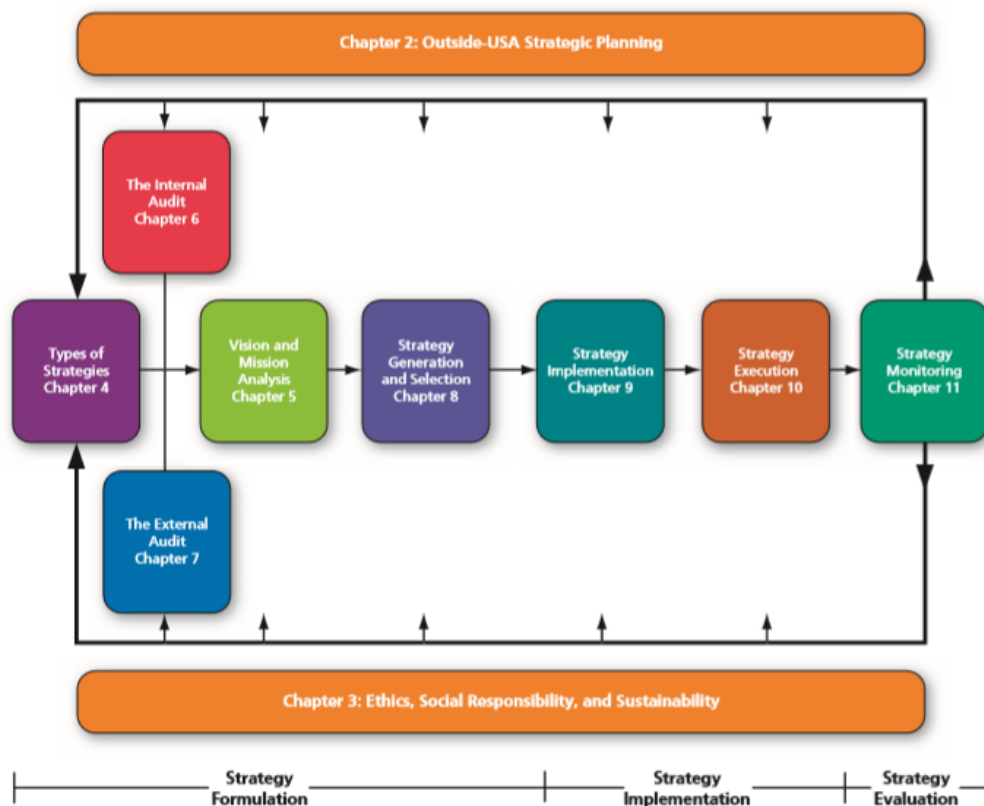 Chapter 2: Outside-USA Strategic Planning
The Internal
Audit
Chapter 6
Types of
Strategies
Chapter 4
Vision and
Mission
Analysis
Chapter 5
Strategy
Generation
and Selection
Chapter 8
Strategy
Implementation
Chapter 9
Strategy
Execution
Chapter 10
Strategy
Monitoring
Chapter 11
The External
Audit
Chapter 7
Chapter 3: Ethics, Social Responsibility, and Sustainability
Strategy
Formulation
Strategy
Implementation
Strategy
Evaluation